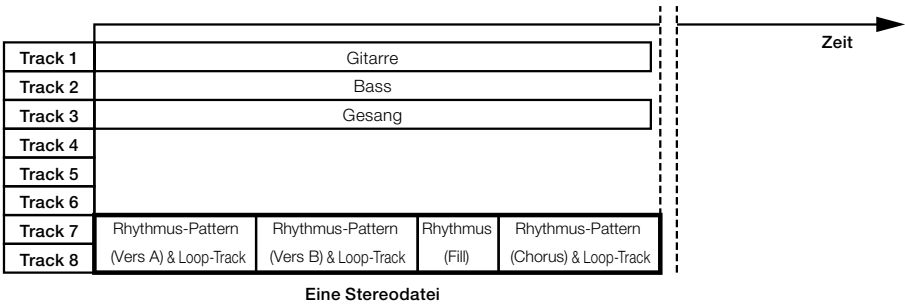 Zeit
Track 1 Gitarre
Track 2 Bass
Track 3 Gesang
Track 4
Track 5
Track 6
Track 7 Rhythmus-Pattern Rhythmus-Pattern Rhythmus Rhythmus-Pattern
Track 8 (Vers A) & Loop-Track (Vers B) & Loop-Track (Fill) (Chorus) & Loop-Track
Eine Stereodatei